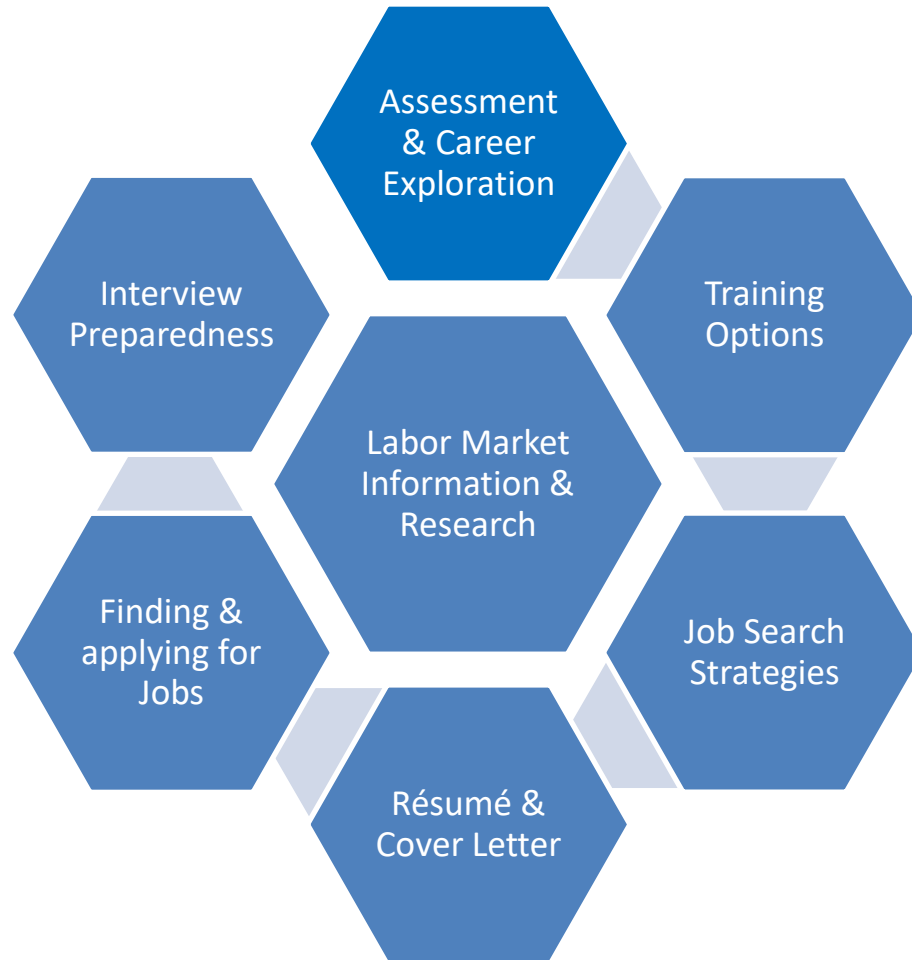 Assessment
& Career
Exploration
Training
Options
Job Search
Strategies
Résumé &
Cover Letter
Finding &
applying for
Jobs
Interview
Preparedness
Labor Market
Information &
Research